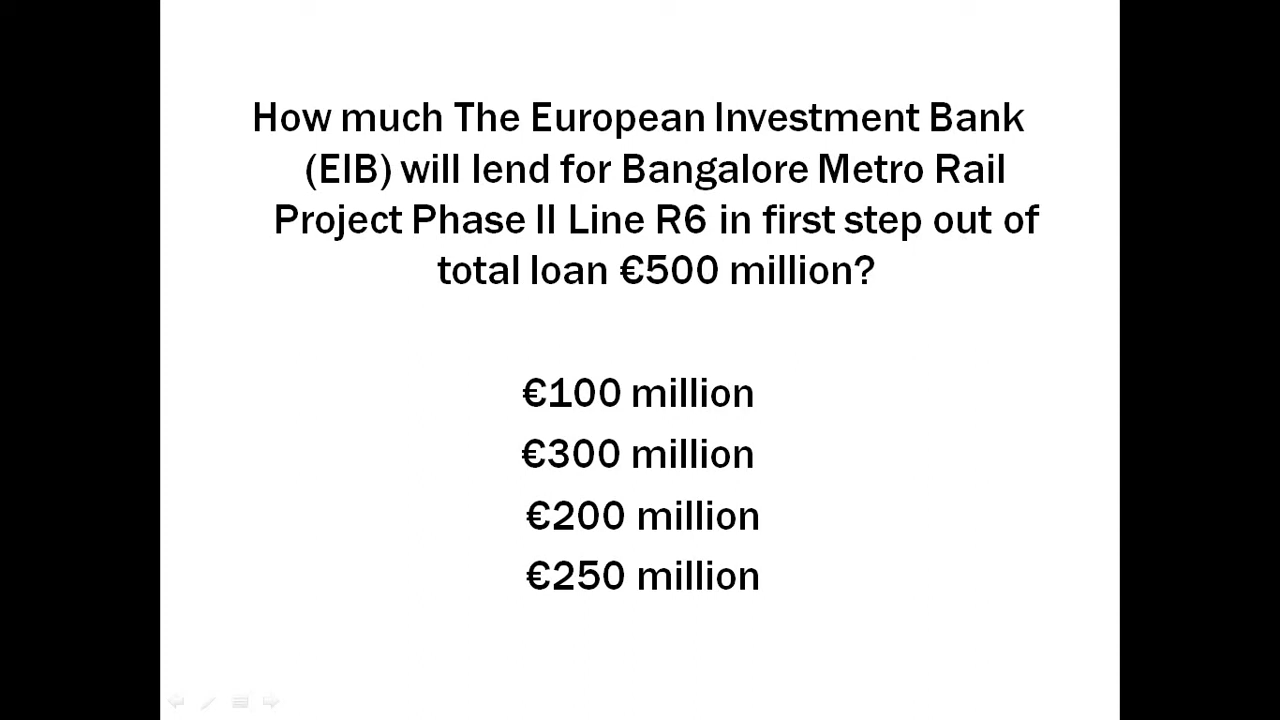 How much The European Investment Bank
(EIB) will lend for Bangalore Metro Rail
Project Phase II Line R6 in first step out of
total loan €500 million?
€100 million
€300 million
€200 million
€250 million